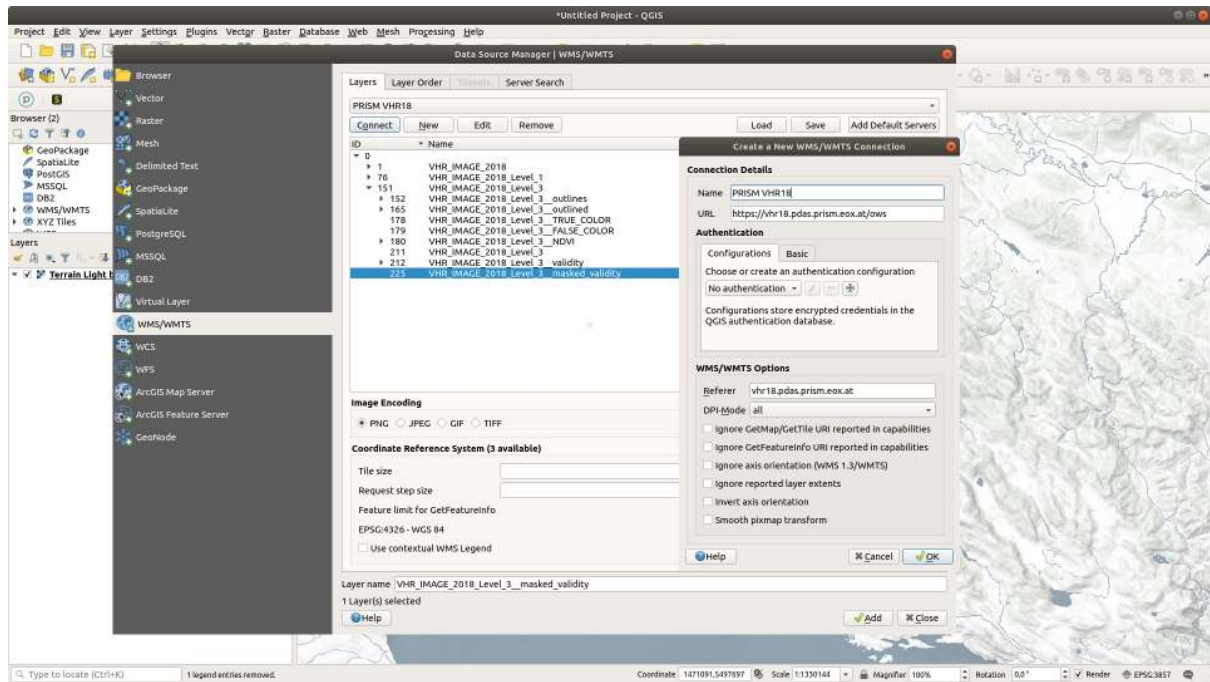 *Untitled Project - QGIS
Project Edit View Layer Settings Plugins Vector Raster Database Web Mesh Processing Help
Data Source Manager | WMS/WMTS
Browser
Vector
Raster
Mesh
Delimited Text
GeoPackage
SpatiaLite
PostgreSQL
MSSQL
DB2
Virtual Layer
WMS/WMTS
WCS
WFS
ArcGIS Map Server
ArcGIS Feature Server
GeoNode
Browser (2)
GeoPackage
SpatiaLite
PostGIS
MSSQL
DB2
WMS/WMTS
XYZ Tiles
Layers
Terrain Light
Layers Layer Order Tilesets Server Search
PRISM VHR18
Connect New Edit Remove Load Save Add Default Servers
ID Name
0
1 VHR_IMAGE_2018
76 VHR_IMAGE_2018_Level_1
151 VHR_IMAGE_2018_Level_3
152 VHR_IMAGE_2018_Level_3__outlines
165 VHR_IMAGE_2018_Level_3__outlined
178 VHR_IMAGE_2018_Level_3__TRUE_COLOR
179 VHR_IMAGE_2018_Level_3__FALSE_COLOR
180 VHR_IMAGE_2018_Level_3__NDVI
211 VHR_IMAGE_2018_Level_3
212 VHR_IMAGE_2018_Level_3__validity
225 VHR_IMAGE_2018_Level_3__masked_validity
Image Encoding
PNG JPEG GIF TIFF
Coordinate Reference System (3 available)
Tile size
Request step size
Feature limit for GetFeatureInfo
EPSG:4326 - WGS 84
Use contextual WMS Legend
Layer name VHR_IMAGE_2018_Level_3__masked_validity
1 Layer(s) selected
Help Add Close
Create a New WMS/WMTS Connection
Connection Details
Name PRISM VHR18
URL https://vhr18.pdas.prism.eox.at/ows
Authentication
Configurations Basic
Choose or create an authentication configuration
No authentication
Configurations store encrypted credentials in the
QGIS authentication database.
WMS/WMTS Options
Referer vhr18.pdas.prism.eox.at
DPI-Mode all
Ignore GetMap/GetTile URI reported in capabilities
Ignore GetFeatureInfo URI reported in capabilities
Ignore axis orientation (WMS 1.3/WMTS)
Ignore reported layer extents
Invert axis orientation
Smooth pixmap transform
Help Cancel OK
Type to locate (Ctrl+K) 1 legend entries removed. Coordinate 1471091,5497697 Scale 1:1330144 Magnifier 100% Rotation 0,0° Render EPSG:3857